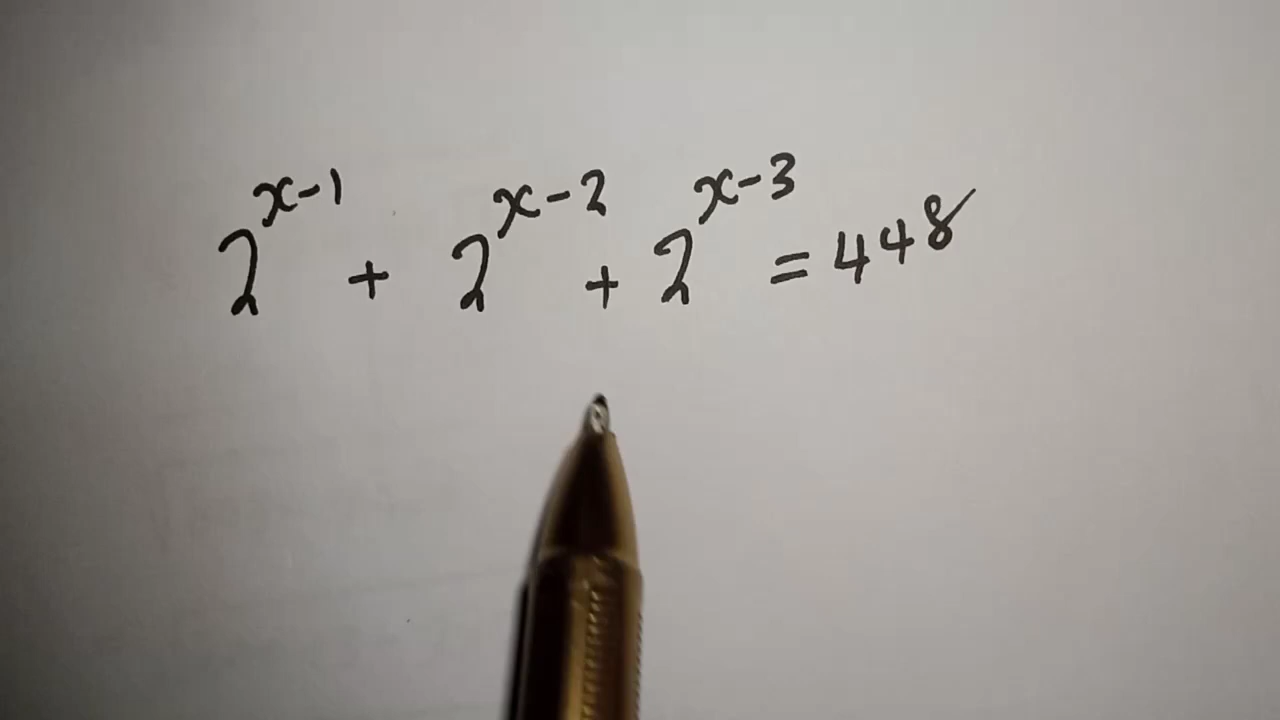 2^{x-1} + 2^{x-2} + 2^{x-3} = 448